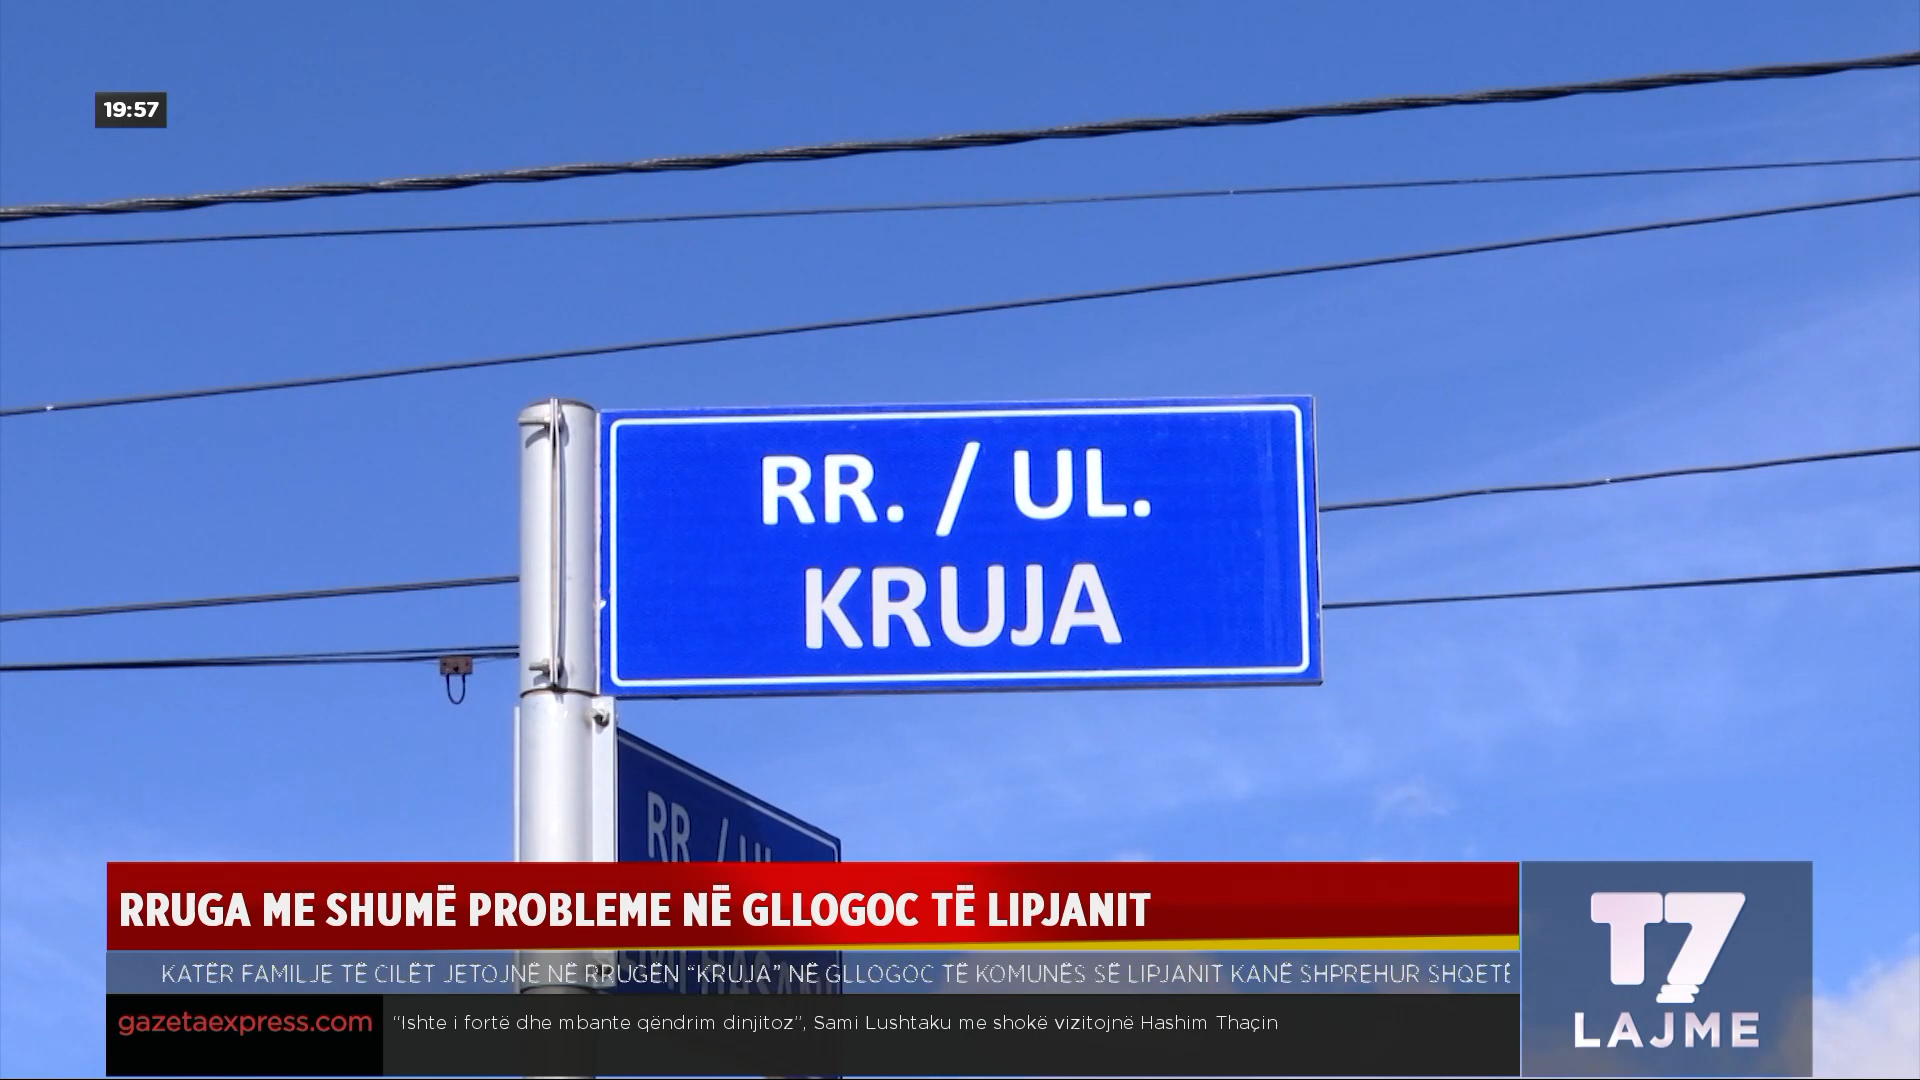 19:57
RR. / UL.
KRUJA
RR. / UL.
RRUGA ME SHUMË PROBLEME NË GLLOGOC TË LIPJANIT
KATËR FAMILJE TË CILËT JETOJNË NË RRUGËN “KRUJA” NË GLLOGOC TË KOMUNËS SË LIPJANIT KANË SHPREHUR SHQETË
gazetaexpress.com
“Ishte i fortë dhe mbante qëndrim dinjitoz”, Sami Lushtaku me shokë vizitojnë Hashim Thaçin
T7
LAJME